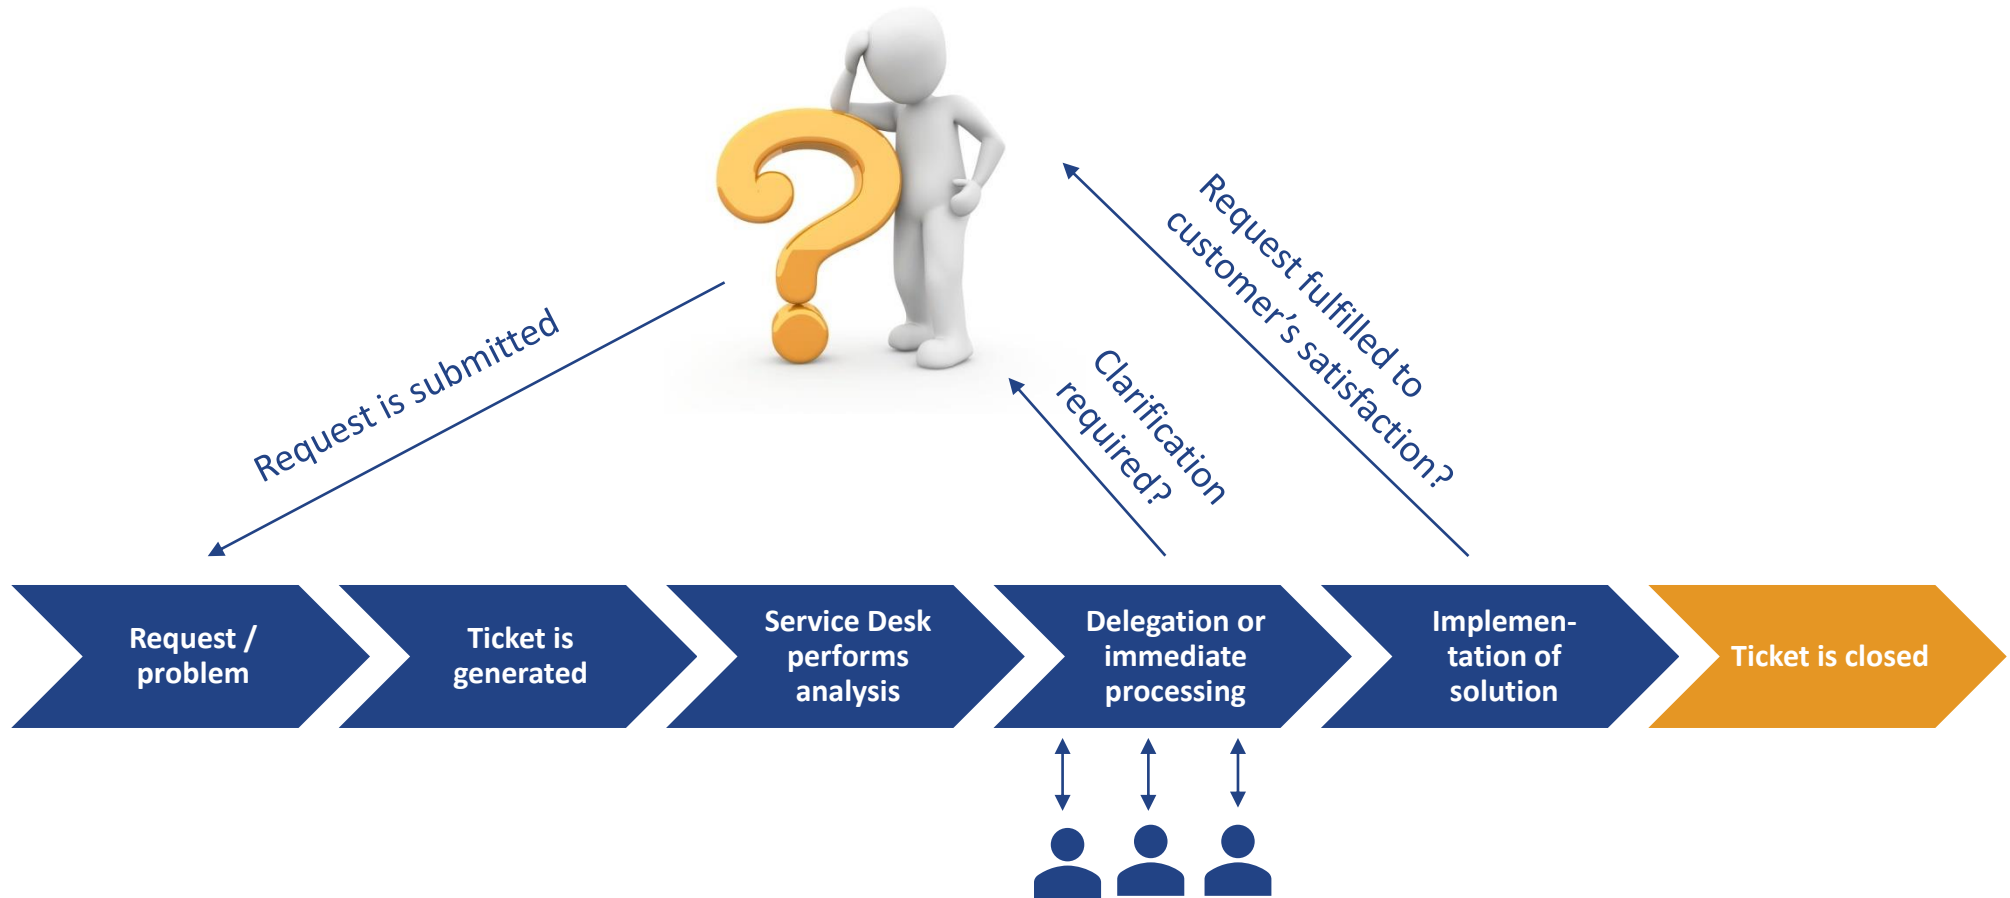 Request is submitted
Clarification
required?
Request fulfilled to
customer's satisfaction?
Request /
problem
Ticket is
generated
Service Desk
performs
analysis
Delegation or
immediate
processing
Implemen-
tation of
solution
Ticket is closed